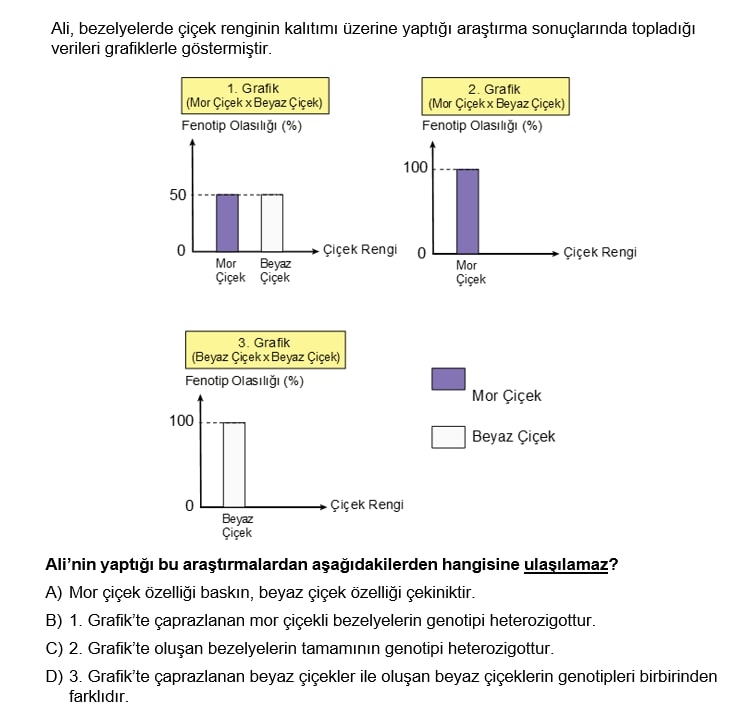 Ali, bezelyelerde çiçek renginin kalıtımı üzerine yaptığı araştırma sonuçlarında topladığı
verileri grafiklerle göstermiştir.
1. Grafik
(Mor Çiçek x Beyaz Çiçek)
Fenotip Olasılığı (%)
50
0
Mor
Çiçek
Beyaz
Çiçek
Çiçek Rengi
2. Grafik
(Mor Çiçek x Beyaz Çiçek)
Fenotip Olasılığı (%)
100
0
Mor
Çiçek
Çiçek Rengi
3. Grafik
(Beyaz Çiçek x Beyaz Çiçek)
Fenotip Olasılığı (%)
100
0
Beyaz
Çiçek
Çiçek Rengi
Mor Çiçek
Beyaz Çiçek
Ali’nin yaptığı bu araştırmalardan aşağıdakilerden hangisine ulaşılamaz?
A) Mor çiçek özelliği baskın, beyaz çiçek özelliği çekiniktir.
B) 1. Grafik’te çaprazlanan mor çiçekli bezelyelerin genotipi heterozigottur.
C) 2. Grafik’te oluşan bezelyelerin tamamının genotipi heterozigottur.
D) 3. Grafik’te çaprazlanan beyaz çiçekler ile oluşan beyaz çiçeklerin genotipleri birbirinden
farklıdır.